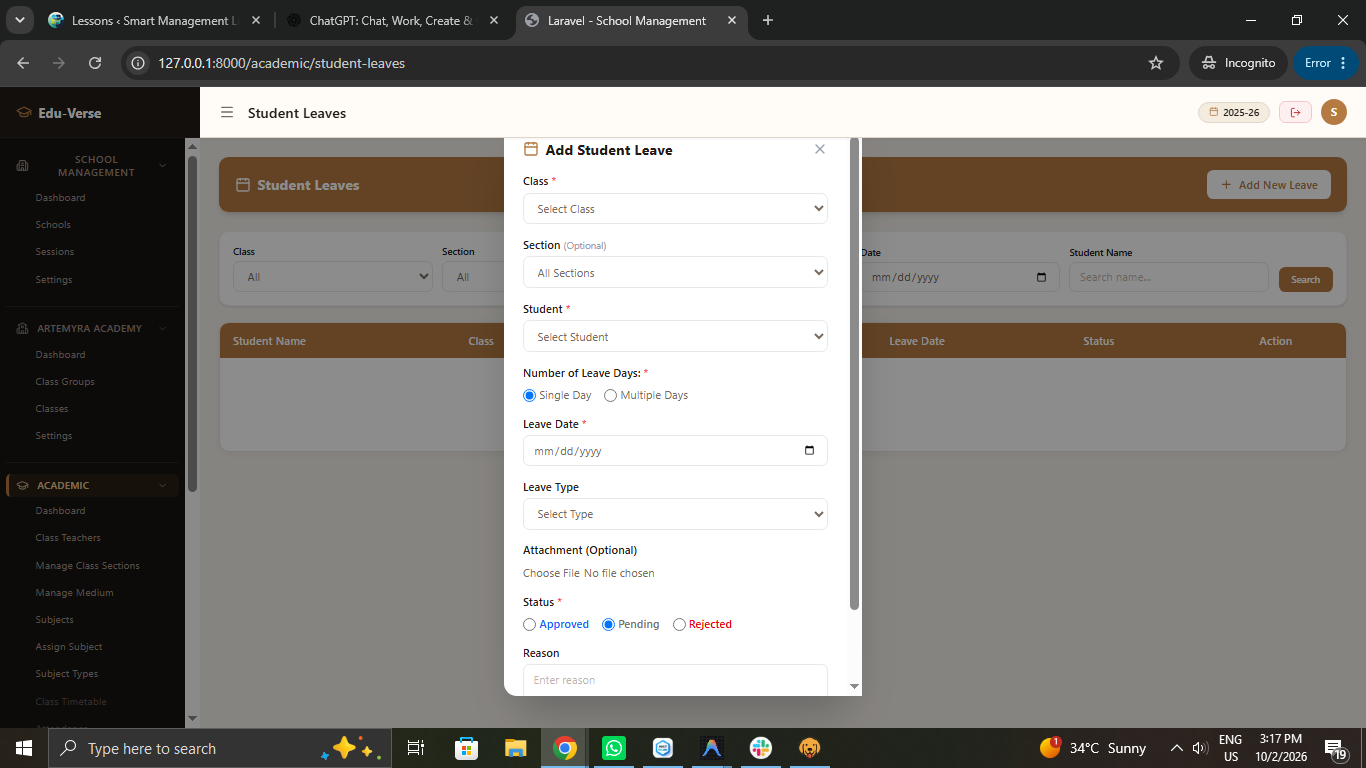 Lessons ‹ Smart Management L
ChatGPT: Chat, Work, Create &
Laravel - School Management
127.0.0.1:8000/academic/student-leaves
Incognito
Error
Edu-Verse
Student Leaves
2025-26
S
SCHOOL MANAGEMENT
Dashboard
Schools
Sessions
Settings
ARTEMYRA ACADEMY
Dashboard
Class Groups
Classes
Settings
ACADEMIC
Dashboard
Class Teachers
Manage Class Sections
Manage Medium
Subjects
Assign Subject
Subject Types
Class Timetable
Student Leaves
Add New Leave
Class
All
Section
All
Date
mm/dd/yyyy
Student Name
Search name...
Search
Student Name
Class
Leave Date
Status
Action
Add Student Leave
Class *
Select Class
Section (Optional)
All Sections
Student *
Select Student
Number of Leave Days: *
Single Day
Multiple Days
Leave Date *
mm/dd/yyyy
Leave Type
Select Type
Attachment (Optional)
Choose File No file chosen
Status *
Approved
Pending
Rejected
Reason
Enter reason
Type here to search
1
34°C Sunny
ENG
US
3:17 PM
10/2/2026
19